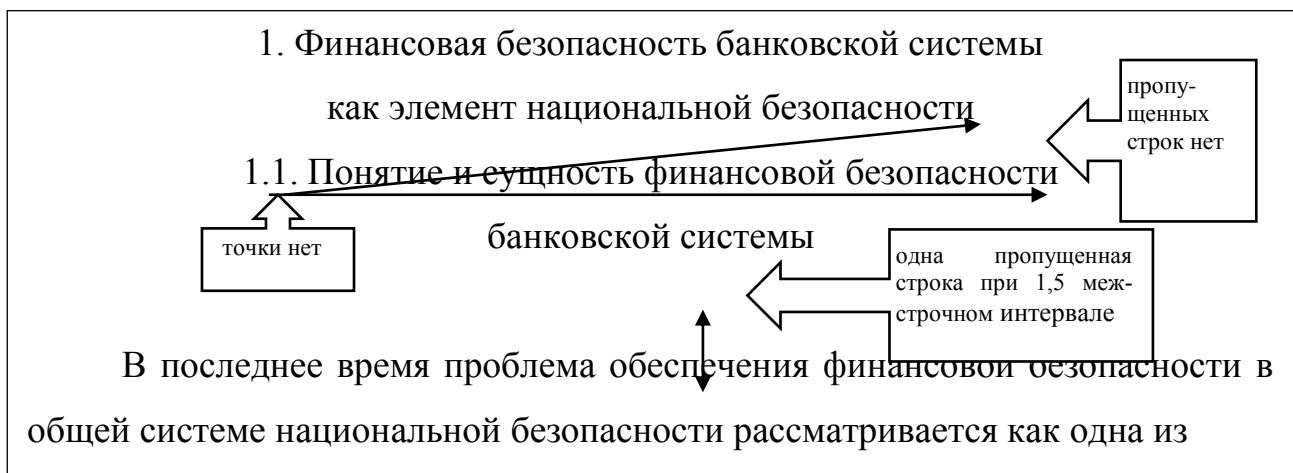 1. Финансовая безопасность банковской системы
как элемент национальной безопасности
пропу-
щенных
строк нет
1.1. Понятие и сущность финансовой безопасности
банковской системы
точки нет
одна пропущенная
строка при 1,5 меж-
строчном интервале
В последнее время проблема обеспечения финансовой безопасности в
общей системе национальной безопасности рассматривается как одна из